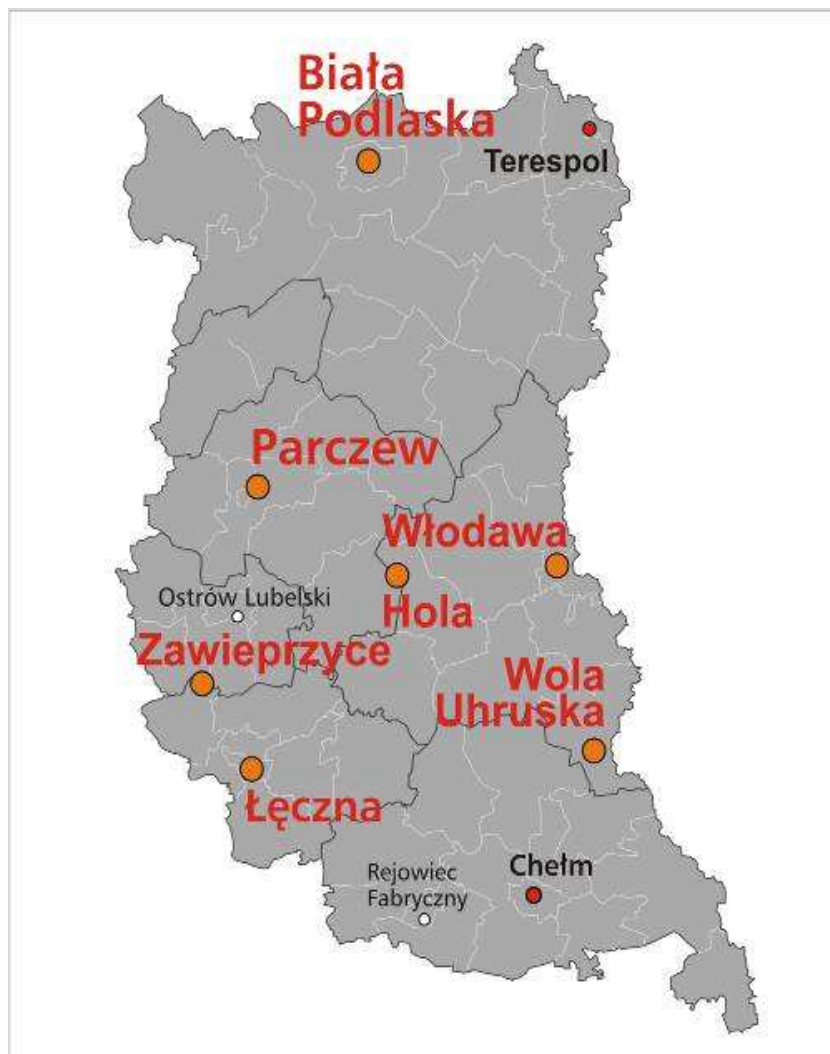 Biała
Podlaska
Terespol
Parczew
Włodawa
Hola
Ostrów Lubelski
Zawieprzyce
Wola
Uhruska
Łęczna
Chełm
Rejowiec
Fabryczny